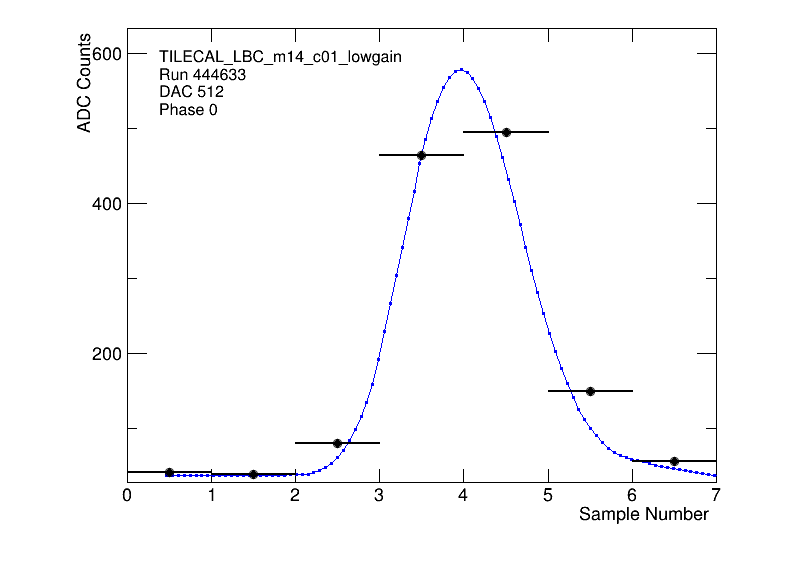 ADC Counts
600
400
200
TILECAL_LBC_m14_c01_lowgain
Run 444633
DAC 512
Phase 0
0 1 2 3 4 5 6 7
Sample Number